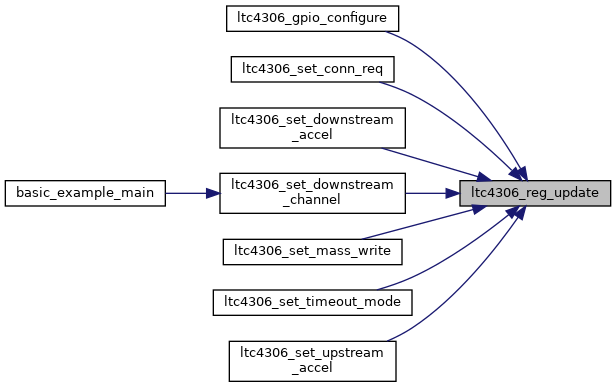 ltc4306_gpio_configure
ltc4306_set_conn_req
ltc4306_set_downstream
_accel
basic_example_main
ltc4306_set_downstream
_channel
ltc4306_reg_update
ltc4306_set_mass_write
ltc4306_set_timeout_mode
ltc4306_set_upstream
_accel